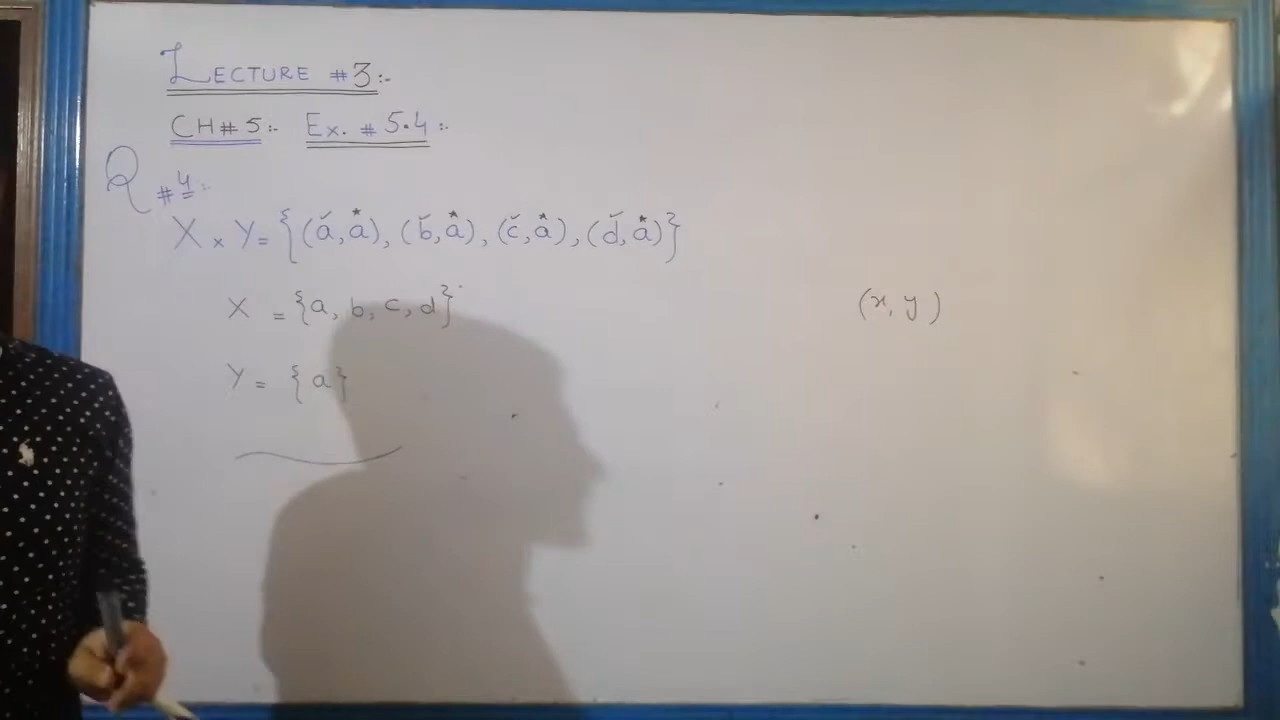 LECTURE #3:-
CH#5:- Ex. #5.4:-
Q#4:-
X × Y = {(a, a), (b, a), (c, a), (d, a)}
X = {a, b, c, d}
(x, y)
Y = {a}